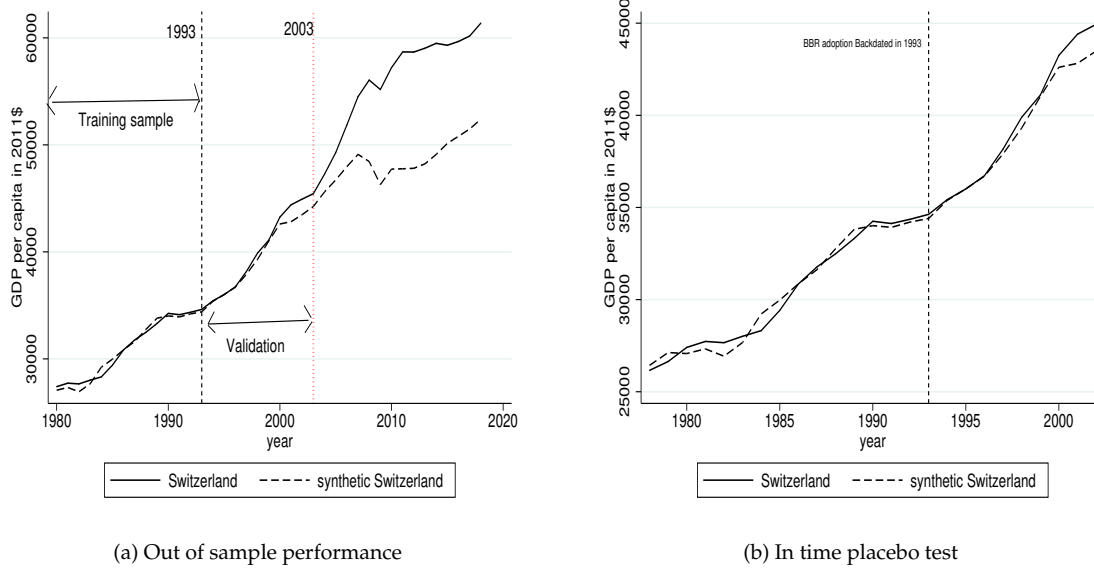 GDP per capita in 2011$
60000
50000
40000
30000
1993
2003
Training sample
Validation
1980
1990
2000
2010
2020
year
Switzerland
synthetic Switzerland
(a) Out of sample performance
GDP per capita in 2011$
45000
40000
35000
30000
25000
BBR adoption Backdated in 1993
1980
1985
1990
1995
2000
year
Switzerland
synthetic Switzerland
(b) In time placebo test